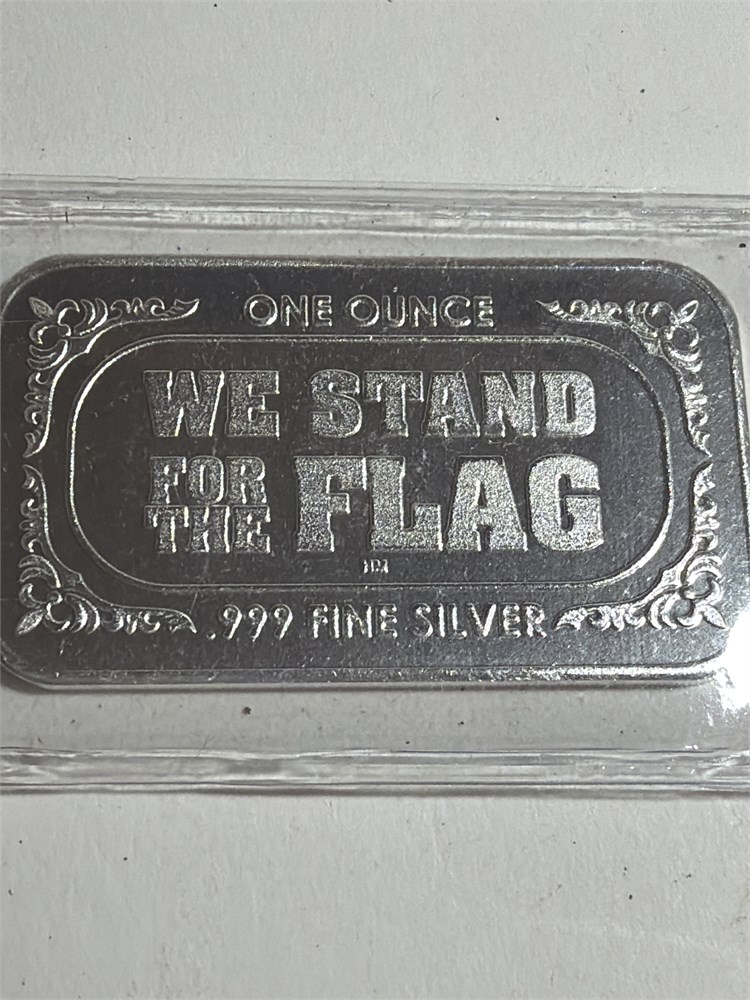 ONE OUNCE
WE STAND
FOR THE FLAG
.999 FINE SILVER